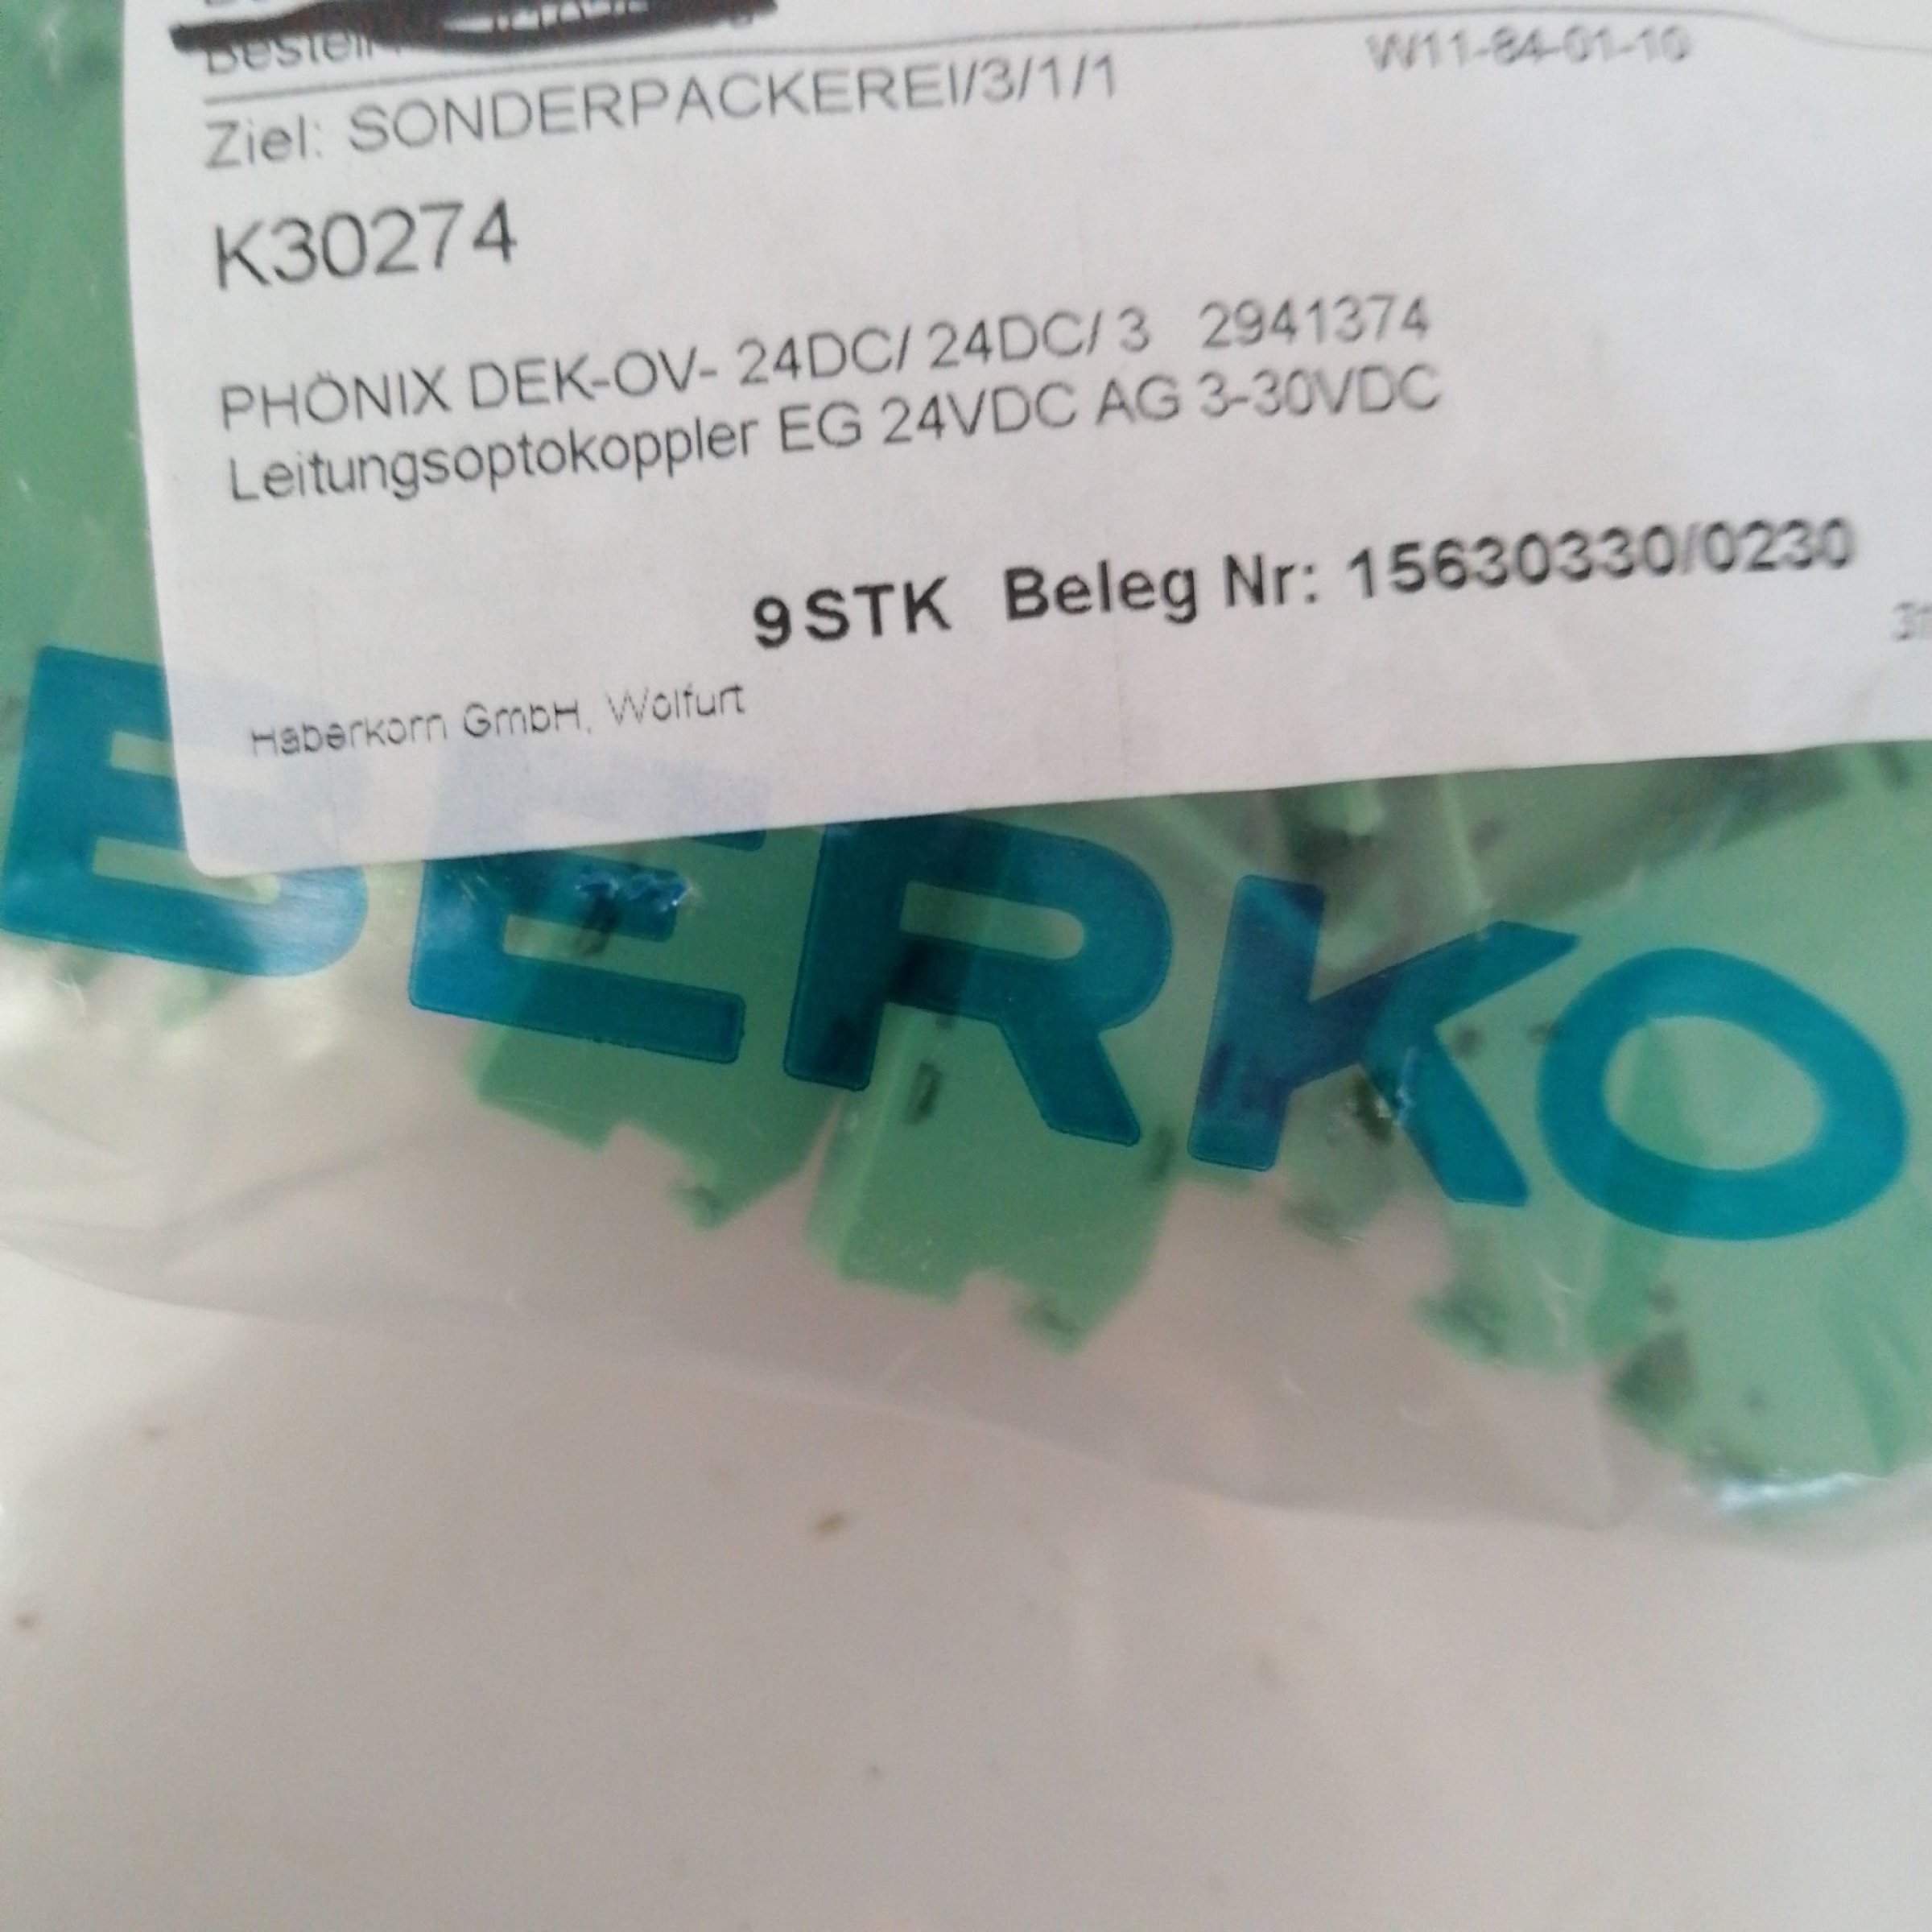 W11-84-01-10
Ziel: SONDERPACKEREI/3/1/1
K30274
PHÖNIX DEK-OV- 24DC/ 24DC/ 3 2941374
Leitungsoptokoppler EG 24VDC AG 3-30VDC
9STK Beleg Nr: 15630330/0230
Haberkorn GmbH, Wolfurt
BERKO